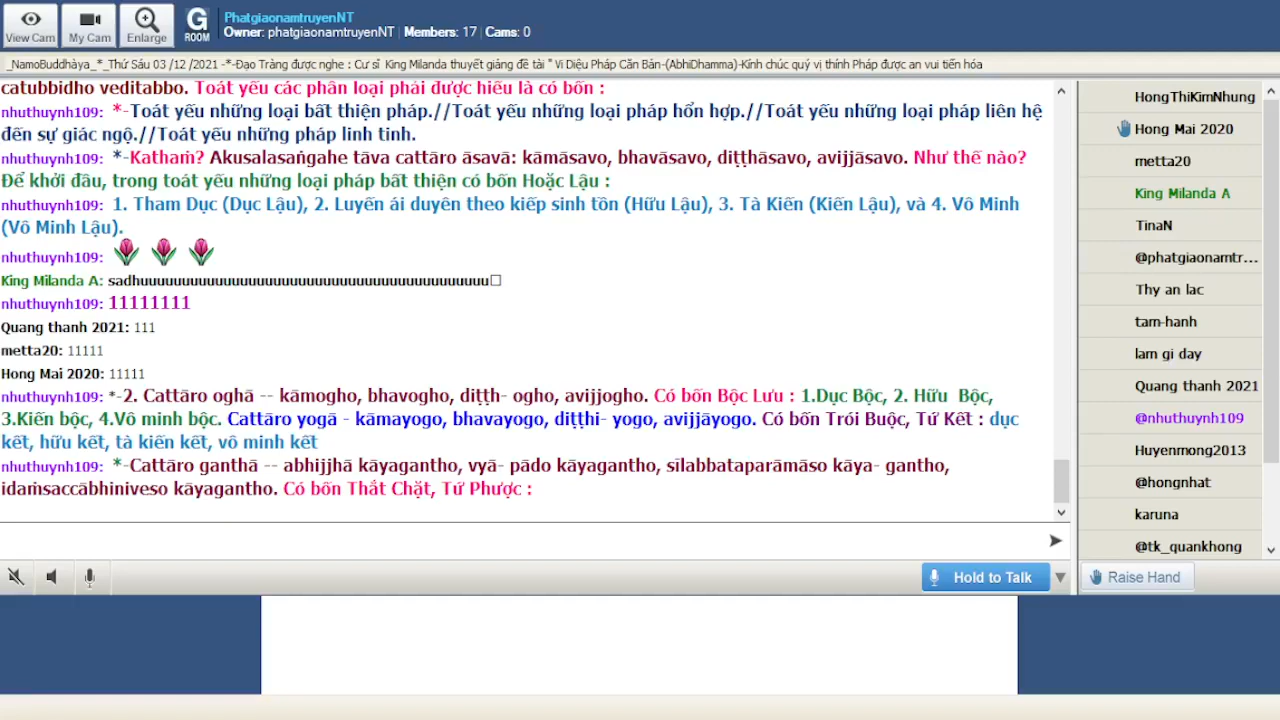 View Cam
My Cam
Enlarge
G
ROOM
PhatgiaonamtruyenNT
Owner: phatgiaonamtruyenNT | Members: 17 | Cams: 0
_NamoBuddhàya_*_Thứ Sáu 03 /12 /2021 -*-Đạo Tràng được nghe : Cư sĩ King Milanda thuyết giảng đề tài " Vi Diệu Pháp Căn Bản-(AbhiDhamma)-Kính chúc quý vị thính Pháp được an vui tiến hóa
catubbidho veditabbo. Toát yếu các phân loại phải được hiểu là có bốn :
nhuthuynh109: *-Toát yếu những loại bất thiện pháp.//Toát yếu những loại pháp hổn hợp.//Toát yếu những loại pháp liên hệ
đến sự giác ngộ.//Toát yếu những pháp linh tinh.
nhuthuynh109: *-Kathaṁ? Akusalasaṅgahe tāva cattāro āsavā: kāmāsavo, bhavāsavo, diṭṭhāsavo, avijjāsavo. Như thế nào?
Để khởi đầu, trong toát yếu những loại pháp bất thiện có bốn Hoặc Lậu :
nhuthuynh109: 1. Tham Dục (Dục Lậu), 2. Luyến ái duyên theo kiếp sinh tồn (Hữu Lậu), 3. Tà Kiến (Kiến Lậu), và 4. Vô Minh
(Vô Minh Lậu).
nhuthuynh109:
King Milanda A: sadhuuuuuuuuuuuuuuuuuuuuuuuuuuuuuuuuuuuuuu
nhuthuynh109: 11111111
Quang thanh 2021: 111
metta20: 11111
Hong Mai 2020: 11111
nhuthuynh109: *-2. Cattāro oghā -- kāmogho, bhavogho, diṭṭh- ogho, avijjogho. Có bốn Bộc Lưu : 1.Dục Bộc, 2. Hữu Bộc,
3.Kiến bộc, 4.Vô minh bộc. Cattāro yogā - kāmayogo, bhavayogo, diṭṭhi- yogo, avijjāyogo. Có bốn Trói Buộc, Tứ Kết : dục
kết, hữu kết, tà kiến kết, vô minh kết
nhuthuynh109: *-Cattāro ganthā -- abhijjhā kāyagantho, vyā- pādo kāyagantho, sīlabbataparāmāso kāya- gantho,
idaṁsaccābhiniveso kāyagantho. Có bốn Thắt Chặt, Tứ Phược :
Hold to Talk
HongThiKimNhung
Hong Mai 2020
metta20
King Milanda A
TinaN
@phatgiaonamtr...
Thy an lac
tam-hanh
lam gi day
Quang thanh 2021
@nhuthuynh109
Huyenmong2013
@hongnhat
karuna
@tk_quankhong
Raise Hand